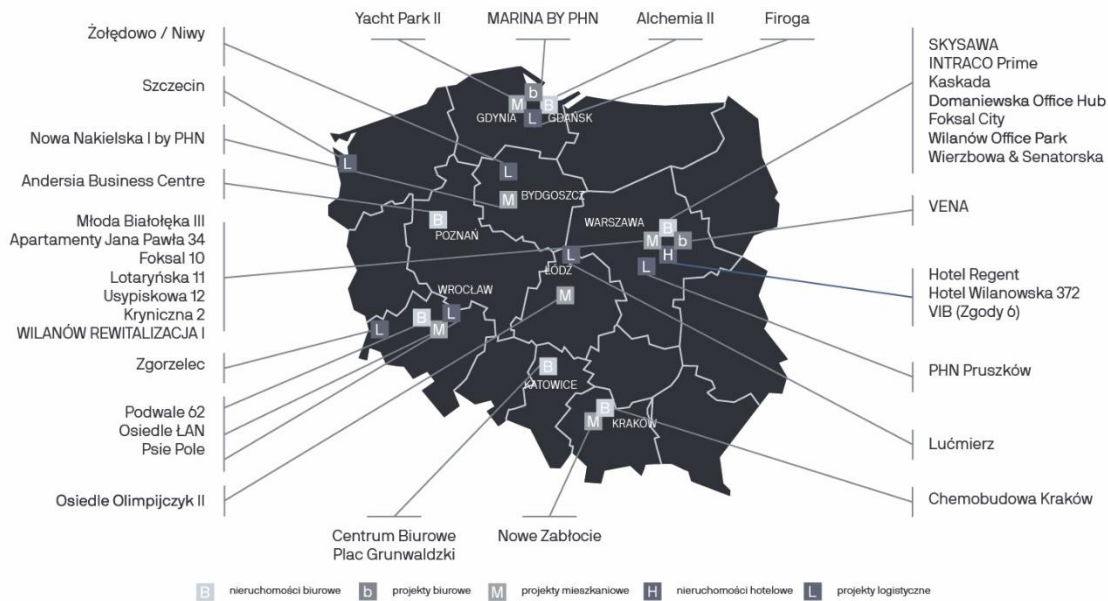 Yacht Park II
MARINA BY PHN
Alchemia II
Firoga
Żołędowo / Niwy
Szczecin
Nowa Nakielska I by PHN
Andersia Business Centre
Młoda Białołęka III
Apartamenty Jana Pawła 34
Foksal 10
Lotaryńska 11
Usypiskowa 12
Kryniczna 2
WILANÓW REWITALIZACJA I
Zgorzelec
Podwale 62
Osiedle ŁAN
Psie Pole
Osiedle Olimpijczyk II
b
M B
GDYNIA L GDAŃSK
L
L
M BYDGOSZCZ
B
POZNAŃ
WARSZAWA B
M b
H
L
L
ŁÓDŹ
M
WROCŁAW
L
B
M
L
B
KATOWICE
B
M KRAKÓW
SKYSAWA
INTRACO Prime
Kaskada
Domaniewska Office Hub
Foksal City
Wilanów Office Park
Wierzbowa & Senatorska
VENA
Hotel Regent
Hotel Wilanowska 372
VIB (Zgody 6)
PHN Pruszków
Lućmierz
Chemobudowa Kraków
Centrum Biurowe
Plac Grunwaldzki
Nowe Zabłocie
B nieruchomości biurowe b projekty biurowe M projekty mieszkaniowe H nieruchomości hotelowe L projekty logistyczne